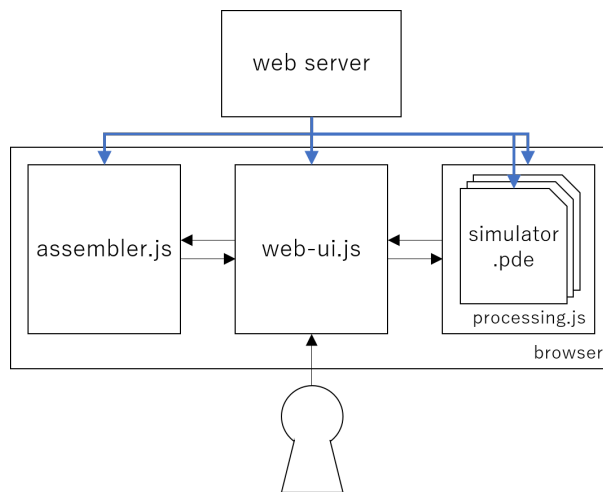 web server
assembler.js
web-ui.js
simulator
.pde
processing.js
browser